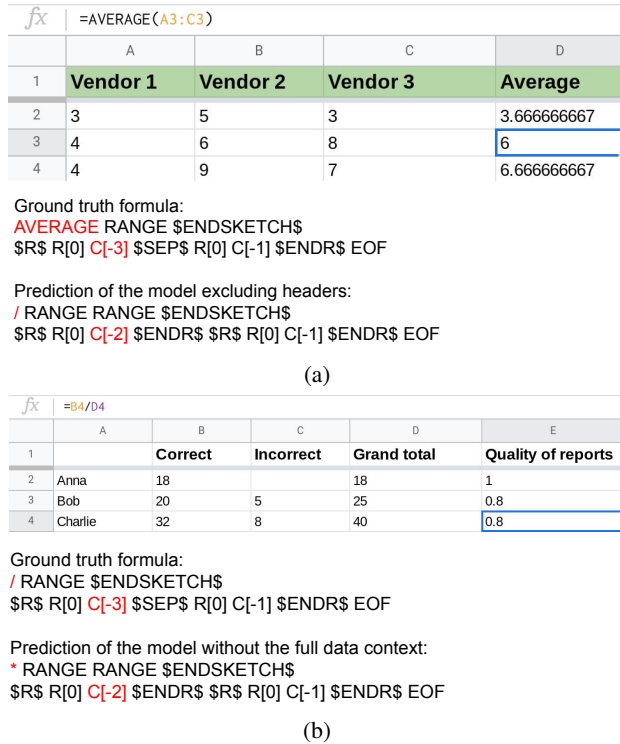 fx =AVERAGE(A3:C3)
A B C D
1 Vendor 1 Vendor 2 Vendor 3 Average
2 3 5 3 3.666666667
3 4 6 8 6
4 4 9 7 6.666666667
Ground truth formula:
AVERAGE RANGE $ENDSKETCH$
$R$ R[0] C[-3] $SEP$ R[0] C[-1] $ENDR$ EOF
Prediction of the model excluding headers:
/ RANGE RANGE $ENDSKETCH$
$R$ R[0] C[-2] $ENDR$ $R$ R[0] C[-1] $ENDR$ EOF
(a)
fx =B4/D4
A B C D E
1 Correct Incorrect Grand total Quality of reports
2 Anna 18 18 1
3 Bob 20 5 25 0.8
4 Charlie 32 8 40 0.8
Ground truth formula:
/ RANGE $ENDSKETCH$
$R$ R[0] C[-3] $SEP$ R[0] C[-1] $ENDR$ EOF
Prediction of the model without the full data context:
* RANGE RANGE $ENDSKETCH$
$R$ R[0] C[-2] $ENDR$ $R$ R[0] C[-1] $ENDR$ EOF
(b)